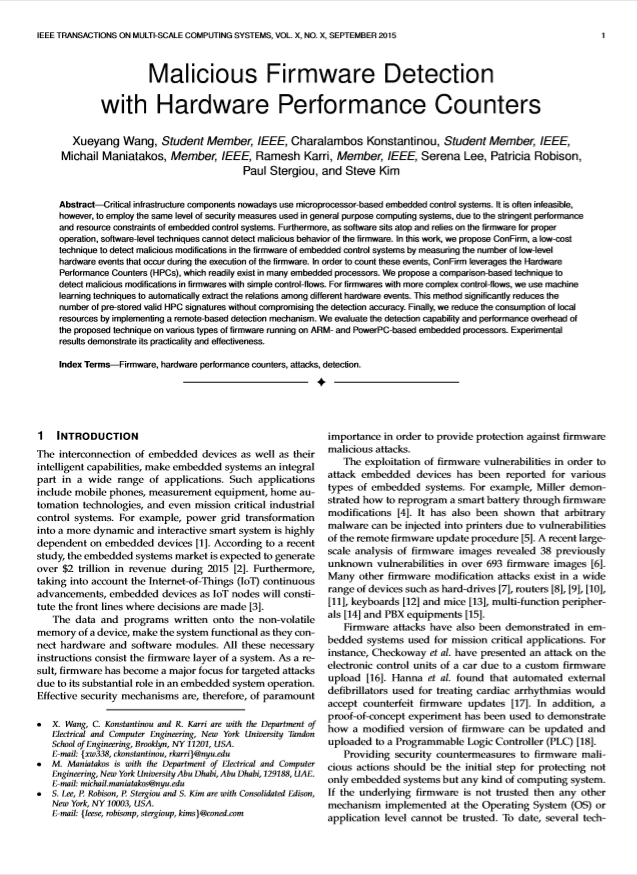 IEEE TRANSACTIONS ON MULTI-SCALE COMPUTING SYSTEMS, VOL. X, NO. X, SEPTEMBER 2015
1
Malicious Firmware Detection
with Hardware Performance Counters
Xueyang Wang, Student Member, IEEE, Charalambos Konstantinou, Student Member, IEEE,
Michail Maniatakos, Member, IEEE, Ramesh Karri, Member, IEEE, Serena Lee, Patricia Robison,
Paul Stergiou, and Steve Kim
Abstract—Critical infrastructure components nowadays use microprocessor-based embedded control systems. It is often infeasible,
however, to employ the same level of security measures used in general purpose computing systems, due to the stringent performance
and resource constraints of embedded control systems. Furthermore, as software sits atop and relies on the firmware for proper
operation, software-level techniques cannot detect malicious behavior of the firmware. In this work, we propose ConFirm, a low-cost
technique to detect malicious modifications in the firmware of embedded control systems by measuring the number of low-level
hardware events that occur during the execution of the firmware. In order to count these events, ConFirm leverages the Hardware
Performance Counters (HPCs), which readily exist in many embedded processors. We propose a comparison-based technique to
detect malicious modifications in firmwares with simple control-flows. For firmwares with more complex control-flows, we use machine
learning techniques to automatically extract the relations among different hardware events. This method significantly reduces the
number of pre-stored valid HPC signatures without compromising the detection accuracy. Finally, we reduce the consumption of local
resources by implementing a remote-based detection mechanism. We evaluate the detection capability and performance overhead of
the proposed technique on various types of firmware running on ARM- and PowerPC-based embedded processors. Experimental
results demonstrate its practicality and effectiveness.
Index Terms—Firmware, hardware performance counters, attacks, detection.
1 INTRODUCTION
The interconnection of embedded devices as well as their
intelligent capabilities, make embedded systems an integral
part in a wide range of applications. Such applications
include mobile phones, measurement equipment, home au-
tomation technologies, and even mission critical industrial
control systems. For example, power grid transformation
into a more dynamic and interactive smart system is highly
dependent on embedded devices [1]. According to a recent
study, the embedded systems market is expected to generate
over $2 trillion in revenue during 2015 [2]. Furthermore,
taking into account the Internet-of-Things (IoT) continuous
advancements, embedded devices as IoT nodes will consti-
tute the front lines where decisions are made [3].
The data and programs written onto the non-volatile
memory of a device, make the system functional as they con-
nect hardware and software modules. All these necessary
instructions consist the firmware layer of a system. As a re-
sult, firmware has become a major focus for targeted attacks
due to its substantial role in an embedded system operation.
Effective security mechanisms are, therefore, of paramount
• X. Wang, C. Konstantinou and R. Karri are with the Department of
Electrical and Computer Engineering, New York University Tandon
School of Engineering, Brooklyn, NY 11201, USA.
E-mail: {xw338, ckonstantinou, rkarri}@nyu.edu
• M. Maniatakos is with the Department of Electrical and Computer
Engineering, New York University Abu Dhabi, Abu Dhabi, 129188, UAE.
E-mail: michail.maniatakos@nyu.edu
• S. Lee, P. Robison, P. Stergiou and S. Kim are with Consolidated Edison,
New York, NY 10003, USA.
E-mail: {leese, robisonp, stergioup, kims}@coned.com
importance in order to provide protection against firmware
malicious attacks.
The exploitation of firmware vulnerabilities in order to
attack embedded devices has been reported for various
types of embedded systems. For example, Miller demon-
strated how to reprogram a smart battery through firmware
modifications [4]. It has also been shown that arbitrary
malware can be injected into printers due to vulnerabilities
of the remote firmware update procedure [5]. A recent large-
scale analysis of firmware images revealed 38 previously
unknown vulnerabilities in over 693 firmware images [6].
Many other firmware modification attacks exist in a wide
range of devices such as hard-drives [7], routers [8], [9], [10],
[11], keyboards [12] and mice [13], multi-function peripher-
als [14] and PBX equipments [15].
Firmware attacks have also been demonstrated in em-
bedded systems used for mission critical applications. For
instance, Checkoway et al. have presented an attack on the
electronic control units of a car due to a custom firmware
upload [16]. Hanna et al. found that automated external
defibrillators used for treating cardiac arrhythmias would
accept counterfeit firmware updates [17]. In addition, a
proof-of-concept experiment has been used to demonstrate
how a modified version of firmware can be updated and
uploaded to a Programmable Logic Controller (PLC) [18].
Providing security countermeasures to firmware mali-
cious actions should be the initial step for protecting not
only embedded systems but any kind of computing system.
If the underlying firmware is not trusted then any other
mechanism implemented at the Operating System (OS) or
application level cannot be trusted. To date, several tech-